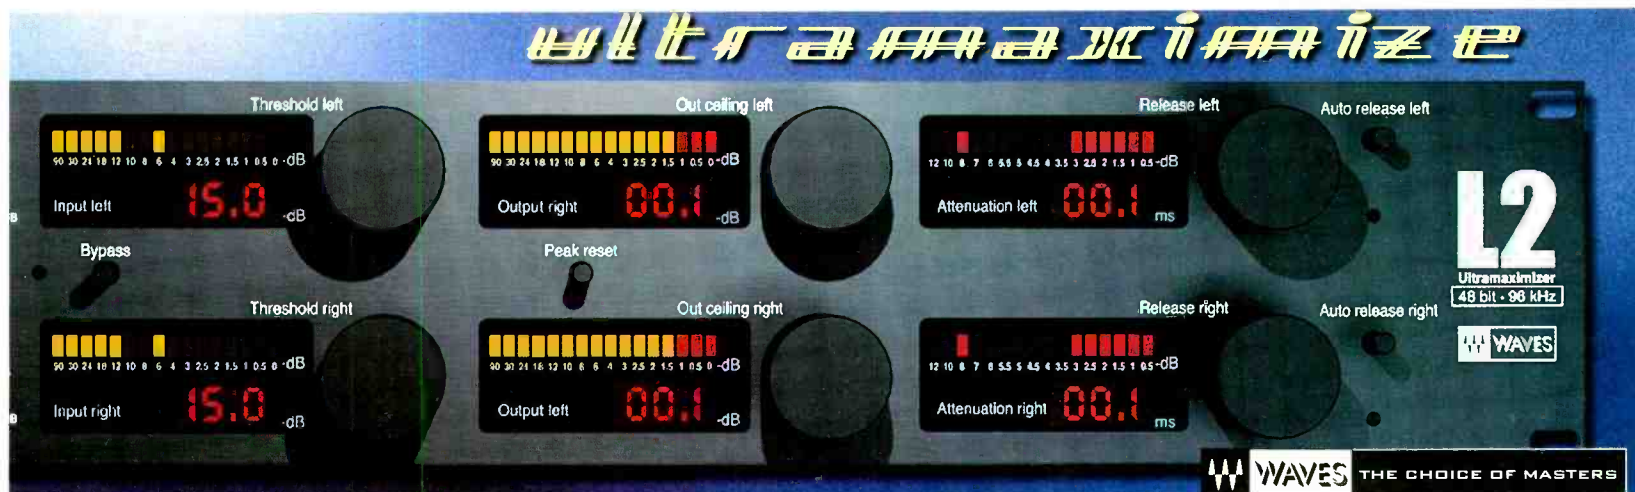 ultramaximize
Threshold left
Out ceiling left
Release left
Auto release left
90 30 24 18 12 10 8 6 4 3 2.5 2 1.5 1 0.5 0 -dB
90 30 24 18 12 10 8 6 4 3 2.5 2 1.5 1 0.5 0 -dB
12 10 8 7 6 5.5 5 4.5 4 3.5 3 2.5 2 1.5 1 0.5 -dB
Input left 15.0 -dB
Output right 00.1 -dB
Attenuation left 00.1 ms
L2
Ultramaximizer
48 bit · 96 kHz
Bypass
Peak reset
Threshold right
Out ceiling right
Release right
Auto release right
90 30 24 18 12 10 8 6 4 3 2.5 2 1.5 1 0.5 0 -dB
90 30 24 18 12 10 8 6 4 3 2.5 2 1.5 1 0.5 0 -dB
12 10 8 7 6 5.5 5 4.5 4 3.5 3 2.5 2 1.5 1 0.5 -dB
WAVES
Input right 15.0 -dB
Output left 00.1 -dB
Attenuation right 00.1 ms
WAVES THE CHOICE OF MASTERS